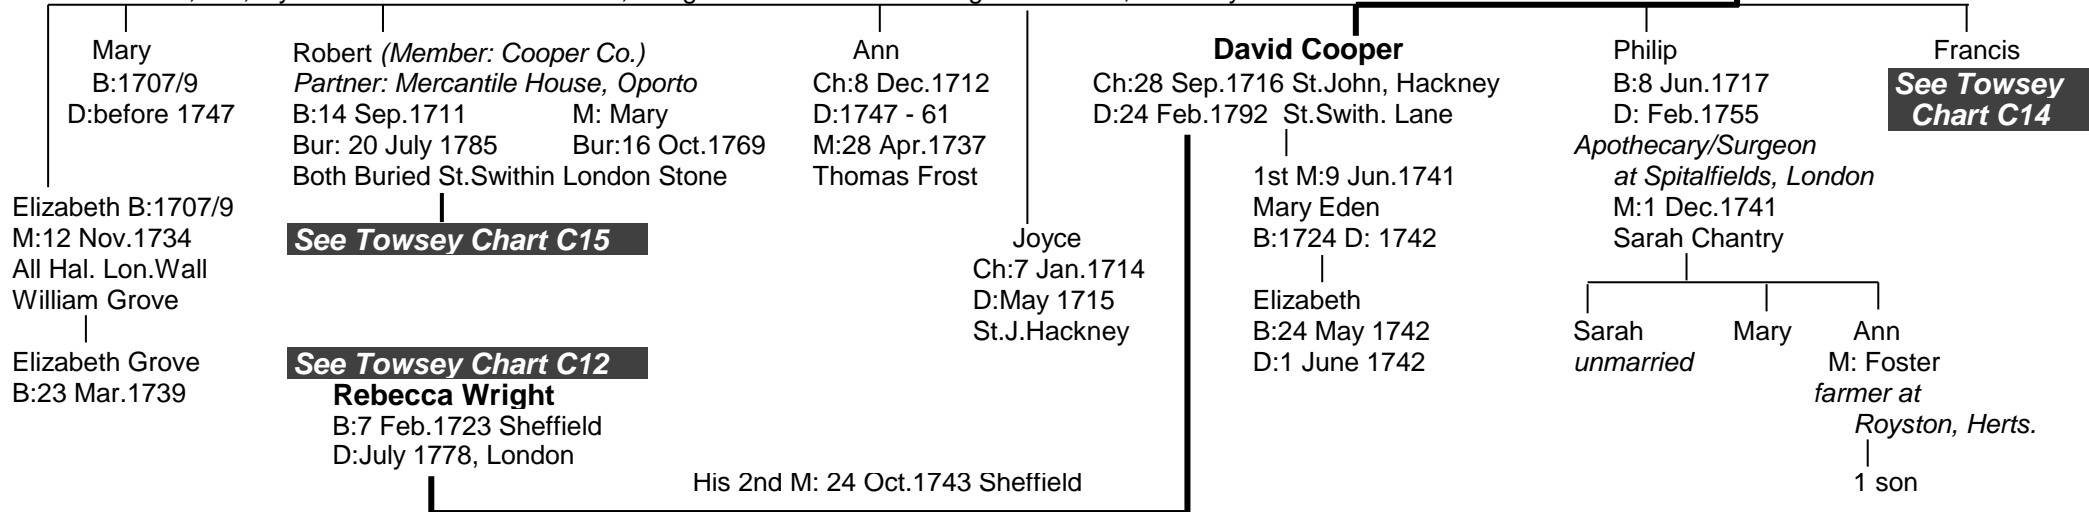 Mary
B:1707/9
D:before 1747
Robert (Member: Cooper Co.)
Partner: Mercantile House, Oporto
B:14 Sep.1711 M: Mary
Bur: 20 July 1785 Bur:16 Oct.1769
Both Buried St.Swithin London Stone
See Towsey Chart C15
Ann
Ch:8 Dec.1712
D:1747 - 61
M:28 Apr.1737
Thomas Frost
David Cooper
Ch:28 Sep.1716 St.John, Hackney
D:24 Feb.1792 St.Swith. Lane
1st M:9 Jun.1741
Mary Eden
B:1724 D: 1742
Elizabeth
B:24 May 1742
D:1 June 1742
Philip
B:8 Jun.1717
D: Feb.1755
Apothecary/Surgeon
at Spitalfields, London
M:1 Dec.1741
Sarah Chantry
Francis
See Towsey
Chart C14
Elizabeth B:1707/9
M:12 Nov.1734
All Hal. Lon.Wall
William Grove
Elizabeth Grove
B:23 Mar.1739
Joyce
Ch:7 Jan.1714
D:May 1715
St.J.Hackney
Sarah
unmarried
Mary
Ann
M: Foster
farmer at
Royston, Herts.
1 son
See Towsey Chart C12
Rebecca Wright
B:7 Feb.1723 Sheffield
D:July 1778, London
His 2nd M: 24 Oct.1743 Sheffield